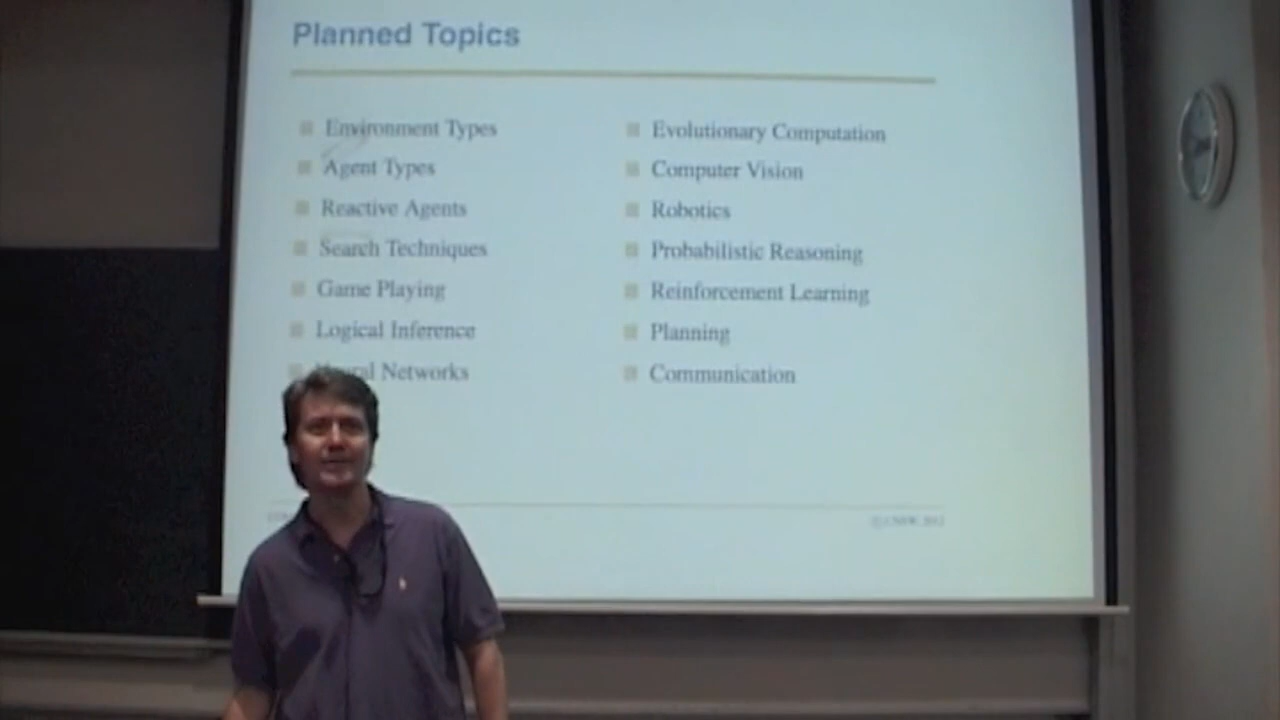 Planned Topics
Environment Types
Agent Types
Reactive Agents
Search Techniques
Game Playing
Logical Inference
Neural Networks
Evolutionary Computation
Computer Vision
Robotics
Probabilistic Reasoning
Reinforcement Learning
Planning
Communication